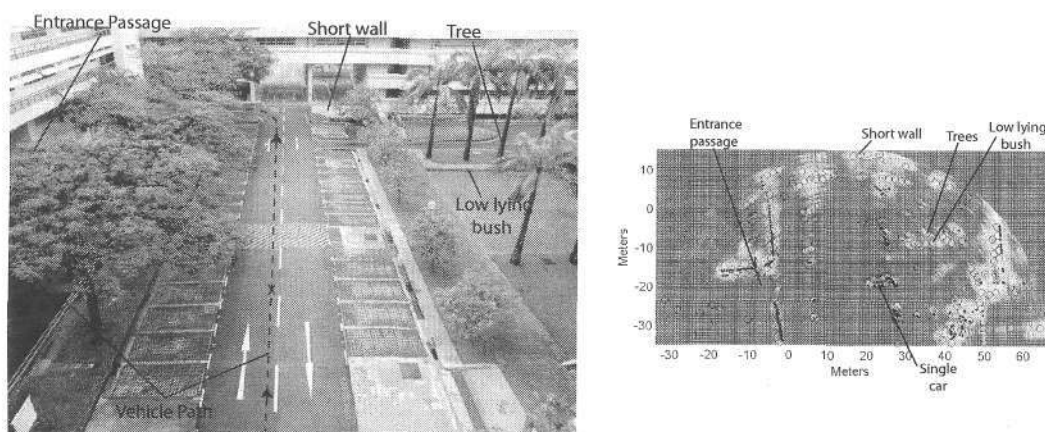 Entrance Passage
Short wall
Tree
Low lying
bush
Vehicle Path
Entrance
passage
Short wall
Trees
Low lying
bush
Meters
10
0
-10
-20
-30
-30 -20 -10 0 10 20 30 40 50 60
Meters
Single
car